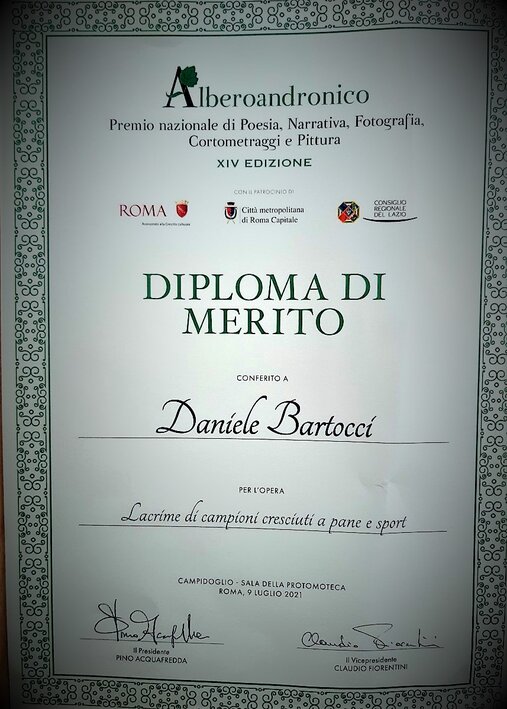 Alberoandronico
Premio nazionale di Poesia, Narrativa, Fotografia,
Cortometraggi e Pittura
XIV EDIZIONE
CON IL PATROCINIO DI
ROMA
Città metropolitana
di Roma Capitale
CONSIGLIO
REGIONALE
DEL LAZIO
DIPLOMA DI
MERITO
CONFERITO A
Daniele Bartocci
PER L'OPERA
Lacrime di campioni cresciuti a pane e sport
CAMPIDOGLIO - SALA DELLA PROTOMOTECA
ROMA, 9 LUGLIO 2021
Il Presidente
PINO ACQUAFREDDA
Il Vicepresidente
CLAUDIO FIORENTINI